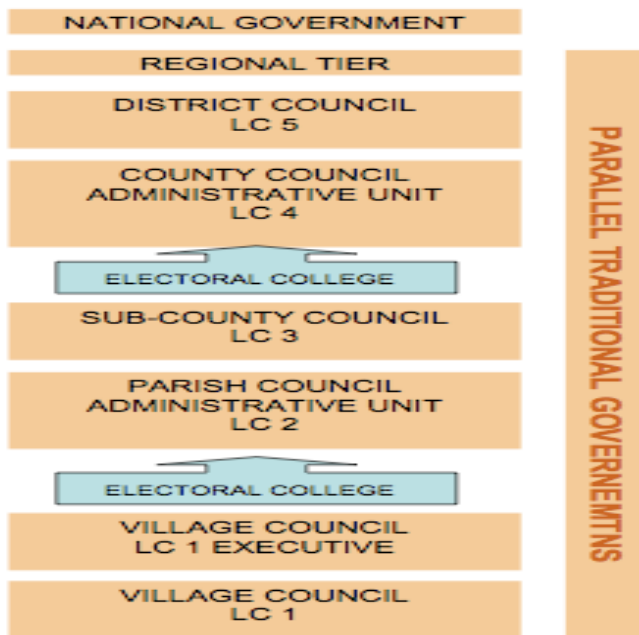 NATIONAL GOVERNMENT
REGIONAL TIER
DISTRICT COUNCIL
LC 5
COUNTY COUNCIL
ADMINISTRATIVE UNIT
LC 4
ELECTORAL COLLEGE
SUB-COUNTY COUNCIL
LC 3
PARISH COUNCIL
ADMINISTRATIVE UNIT
LC 2
ELECTORAL COLLEGE
VILLAGE COUNCIL
LC 1 EXECUTIVE
VILLAGE COUNCIL
LC 1
PARALLEL TRADITIONAL GOVERNEMTNS